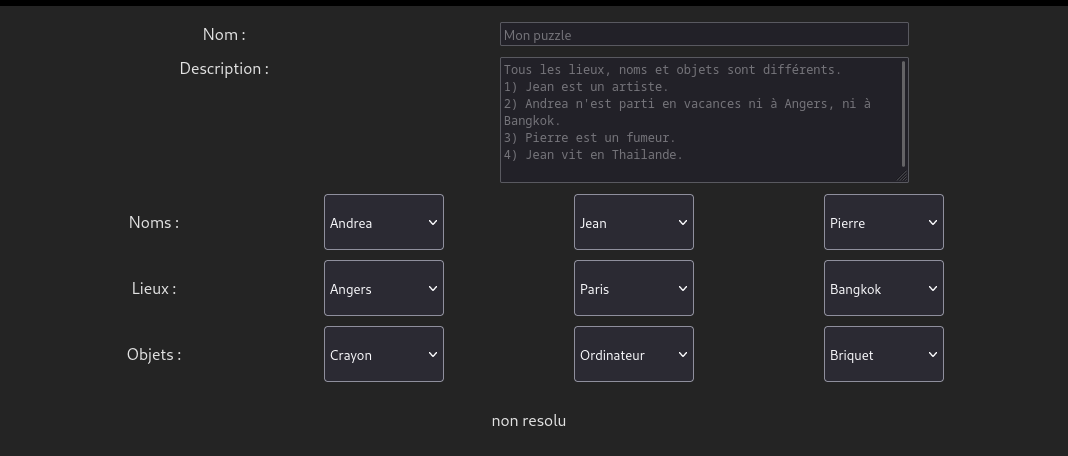 Nom :
Mon puzzle
Description :
Tous les lieux, noms et objets sont différents.
1) Jean est un artiste.
2) Andrea n'est parti en vacances ni à Angers, ni à
Bangkok.
3) Pierre est un fumeur.
4) Jean vit en Thailande.
Noms :
Andrea
Jean
Pierre
Lieux :
Angers
Paris
Bangkok
Objets :
Crayon
Ordinateur
Briquet
non resolu